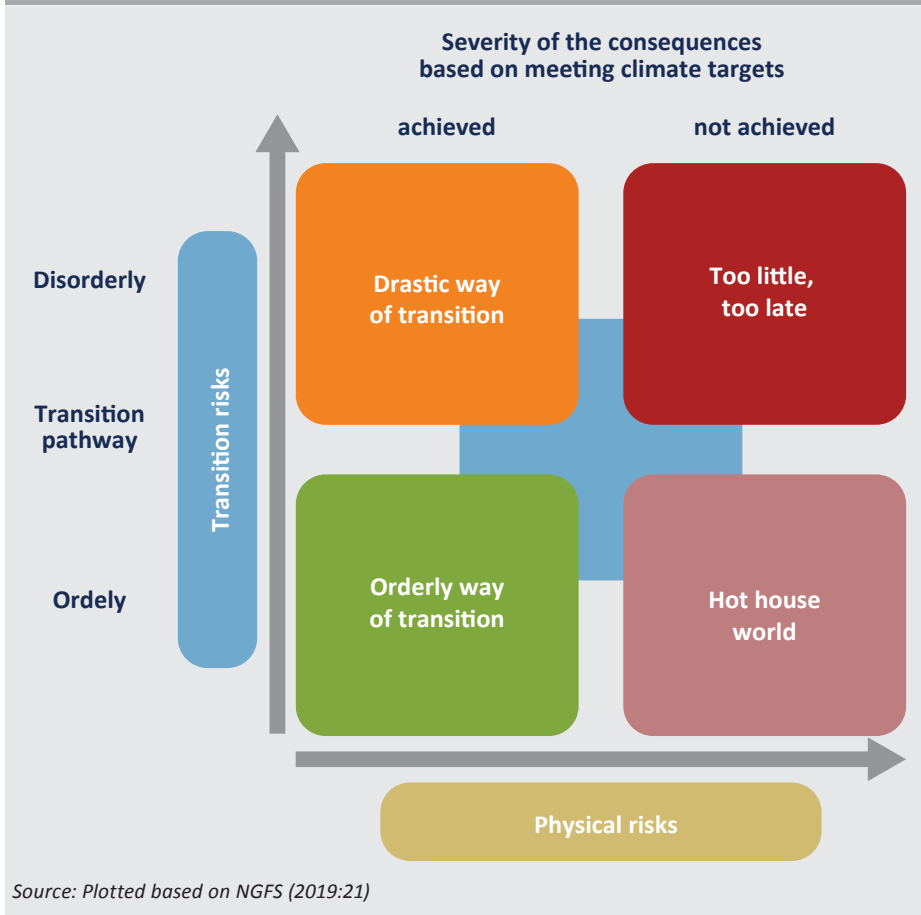 Severity of the consequences
based on meeting climate targets
achieved
not achieved
Disorderly
Transition
pathway
Ordely
Transition risks
Drastic way
of transition
Too little,
too late
Orderly way
of transition
Hot house
world
Physical risks
Source: Plotted based on NGFS (2019:21)